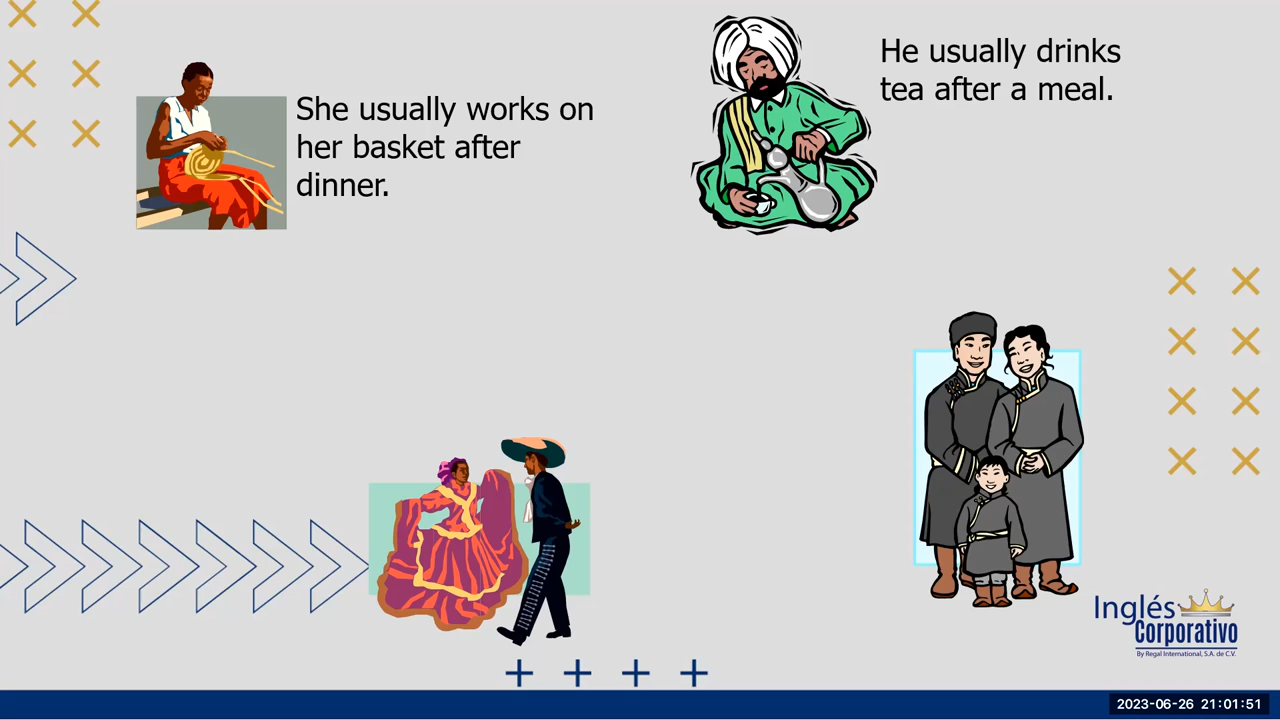 She usually works on
her basket after
dinner.
He usually drinks
tea after a meal.
Inglés
Corporativo
By Regal International, S.A. de C.V.
2023-06-26 21:01:51